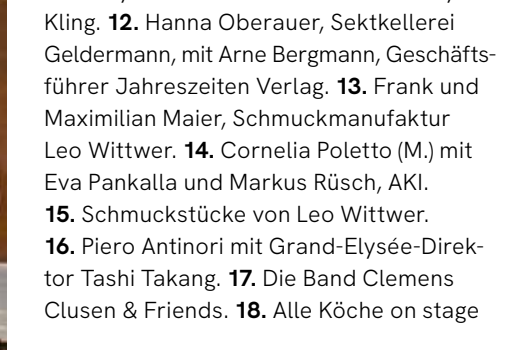 Kling. 12. Hanna Oberauer, Sektkellerei
Geldermann, mit Arne Bergmann, Geschäfts-
führer Jahreszeiten Verlag. 13. Frank und
Maximilian Maier, Schmuckmanufaktur
Leo Wittwer. 14. Cornelia Poletto (M.) mit
Eva Pankalla und Markus Rüsch, AKI.
15. Schmuckstücke von Leo Wittwer.
16. Piero Antinori mit Grand-Elysée-Direk-
tor Tashi Takang. 17. Die Band Clemens
Clusen & Friends. 18. Alle Köche on stage